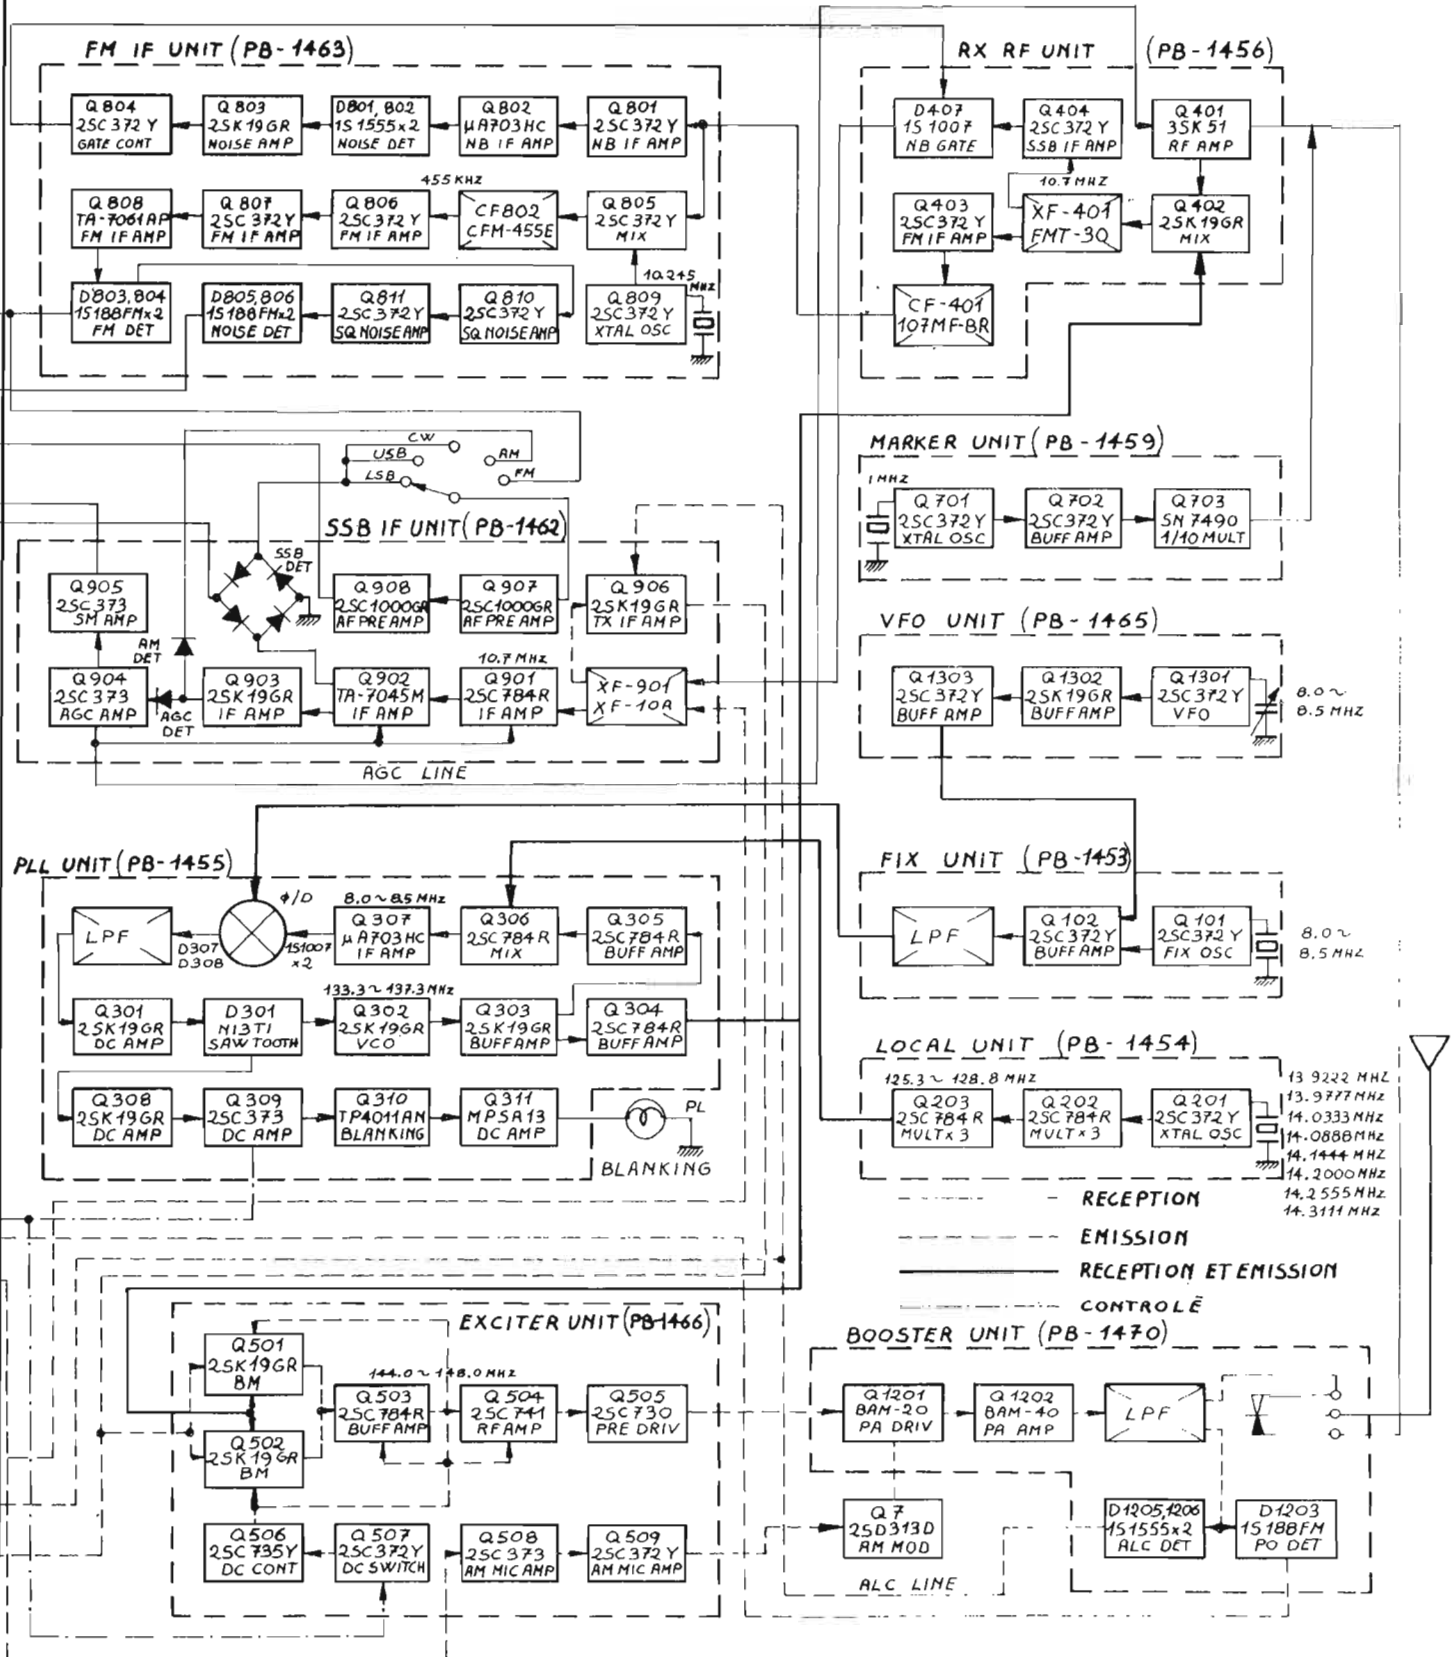 FM IF UNIT (PB-1463)
Q804
2SC372Y
GATE CONT
Q803
2SK19GR
NOISE AMP
D801, 802
1S1555x2
NOISE DET
Q802
µA703HC
NB IF AMP
Q801
2SC372Y
NB IF AMP
455 KHZ
Q808
TA-7061AP
FM IF AMP
Q807
2SC372Y
FM IF AMP
Q806
2SC372Y
FM IF AMP
CF802
CFM-455E
Q805
2SC372Y
MIX
D803,804
1S188FMx2
FM DET
D805,806
1S188FMx2
NOISE DET
Q811
2SC372Y
SQ NOISE AMP
Q810
2SC372Y
SQ NOISE AMP
Q809
2SC372Y
XTAL OSC
10.245
MHZ
RX RF UNIT (PB-1456)
D407
1S1007
NB GATE
Q404
2SC372Y
SSB IF AMP
Q401
3SK51
RF AMP
10.7 MHZ
Q403
2SC372Y
FM IF AMP
XF-401
FMT-30
Q402
2SK19GR
MIX
CF-401
107MF-BR
CW
USB
LSB
AM
FM
SSB IF UNIT (PB-1462)
SSB
DET
Q905
2SC373
SM AMP
Q908
2SC1000GR
AF PRE AMP
Q907
2SC1000GR
AF PRE AMP
Q906
2SK19GR
TX IF AMP
AM
DET
10.7 MHZ
Q904
2SC373
AGC AMP
AGC
DET
Q903
2SK19GR
IF AMP
Q902
TA-7045M
IF AMP
Q901
2SC784R
IF AMP
XF-901
XF-10A
AGC LINE
MARKER UNIT (PB-1459)
1 MHZ
Q701
2SC372Y
XTAL OSC
Q702
2SC372Y
BUFF AMP
Q703
SN7490
1/10 MULT
VFO UNIT (PB-1465)
Q1303
2SC372Y
BUFF AMP
Q1302
2SK19GR
BUFF AMP
Q1301
2SC372Y
VFO
8.0~
8.5 MHZ
PLL UNIT (PB-1455)
LPF
Φ/D
D307
D308
1S1007
x2
8.0~8.5 MHZ
Q307
µA703HC
IF AMP
Q306
2SC784R
MIX
Q305
2SC784R
BUFF AMP
133.3~137.3MHZ
Q301
2SK19GR
DC AMP
D301
N13T1
SAW TOOTH
Q302
2SK19GR
VCO
Q303
2SK19GR
BUFF AMP
Q304
2SC784R
BUFF AMP
Q308
2SK19GR
DC AMP
Q309
2SC373
DC AMP
Q310
TP4011AN
BLANKING
Q311
MPSA13
DC AMP
PL
BLANKING
FIX UNIT (PB-1453)
LPF
Q102
2SC372Y
BUFF AMP
Q101
2SC372Y
FIX OSC
8.0~
8.5 MHZ
LOCAL UNIT (PB-1454)
125.3~128.8 MHZ
Q203
2SC784R
MULT x 3
Q202
2SC784R
MULT x 3
Q201
2SC372Y
XTAL OSC
13.9222 MHZ
13.9777 MHZ
14.0333 MHZ
14.0888 MHZ
14.1444 MHZ
14.2000 MHZ
14.2555 MHZ
14.3111 MHZ
RECEPTION
EMISSION
RECEPTION ET EMISSION
CONTROLE
EXCITER UNIT (PB-1466)
Q501
2SK19GR
BM
144.0~148.0 MHZ
Q503
2SC784R
BUFF AMP
Q504
2SC741
RF AMP
Q505
2SC730
PRE DRIV
Q502
2SK19GR
BM
Q506
2SC735Y
DC CONT
Q507
2SC372Y
DC SWITCH
Q508
2SC373
AM MIC AMP
Q509
2SC372Y
AM MIC AMP
BOOSTER UNIT (PB-1470)
Q1201
BAM-20
PA DRIV
Q1202
BAM-40
PA AMP
LPF
Q7
2SD313D
AM MOD
D1205,1206
1S1555x2
ALC DET
D1203
1S188FM
PO DET
ALC LINE